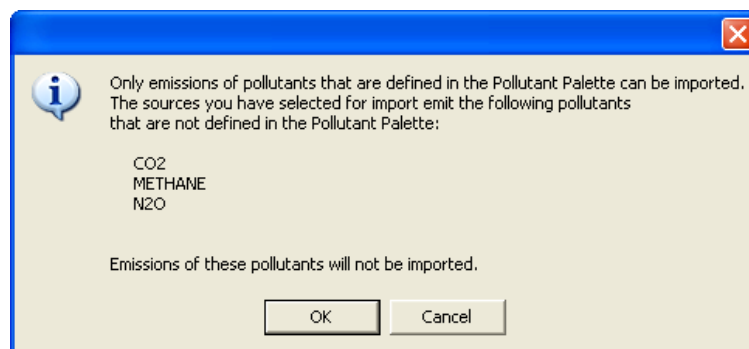 Only emissions of pollutants that are defined in the Pollutant Palette can be imported.
The sources you have selected for import emit the following pollutants
that are not defined in the Pollutant Palette:
CO2
METHANE
N2O
Emissions of these pollutants will not be imported.
OK
Cancel